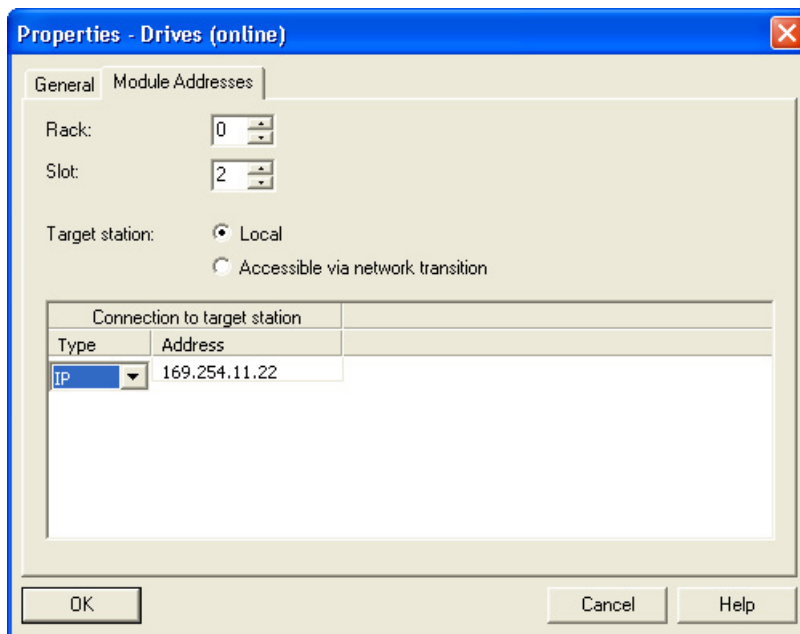 Properties - Drives (online)
General Module Addresses
Rack: 0
Slot: 2
Target station: Local
Accessible via network transition
Connection to target station
Type Address
IP 169.254.11.22
OK Cancel Help